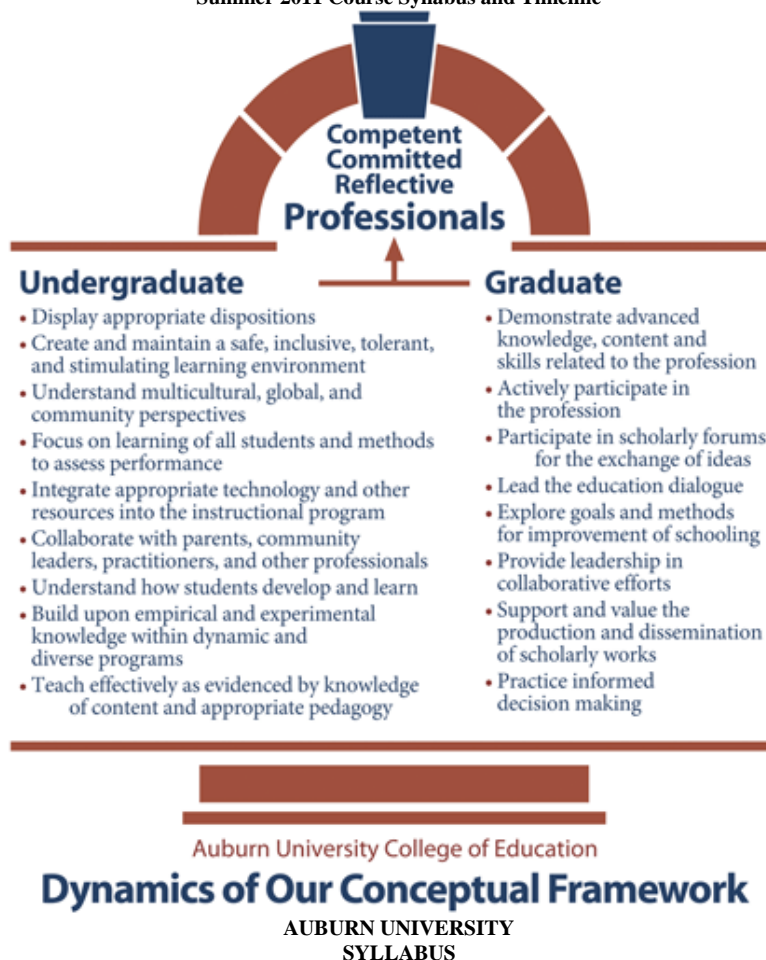 Summer 2011 Course Syllabus and Timeline
Competent
Committed
Reflective
Professionals
Undergraduate
• Display appropriate dispositions
• Create and maintain a safe, inclusive, tolerant,
and stimulating learning environment
• Understand multicultural, global, and
community perspectives
• Focus on learning of all students and methods
to assess performance
• Integrate appropriate technology and other
resources into the instructional program
• Collaborate with parents, community
leaders, practitioners, and other professionals
• Understand how students develop and learn
• Build upon empirical and experimental
knowledge within dynamic and
diverse programs
• Teach effectively as evidenced by knowledge
of content and appropriate pedagogy
Graduate
• Demonstrate advanced
knowledge, content and
skills related to the profession
• Actively participate in
the profession
• Participate in scholarly forums
for the exchange of ideas
• Lead the education dialogue
• Explore goals and methods
for improvement of schooling
• Provide leadership in
collaborative efforts
• Support and value the
production and dissemination
of scholarly works
• Practice informed
decision making
Auburn University College of Education
Dynamics of Our Conceptual Framework
AUBURN UNIVERSITY
SYLLABUS